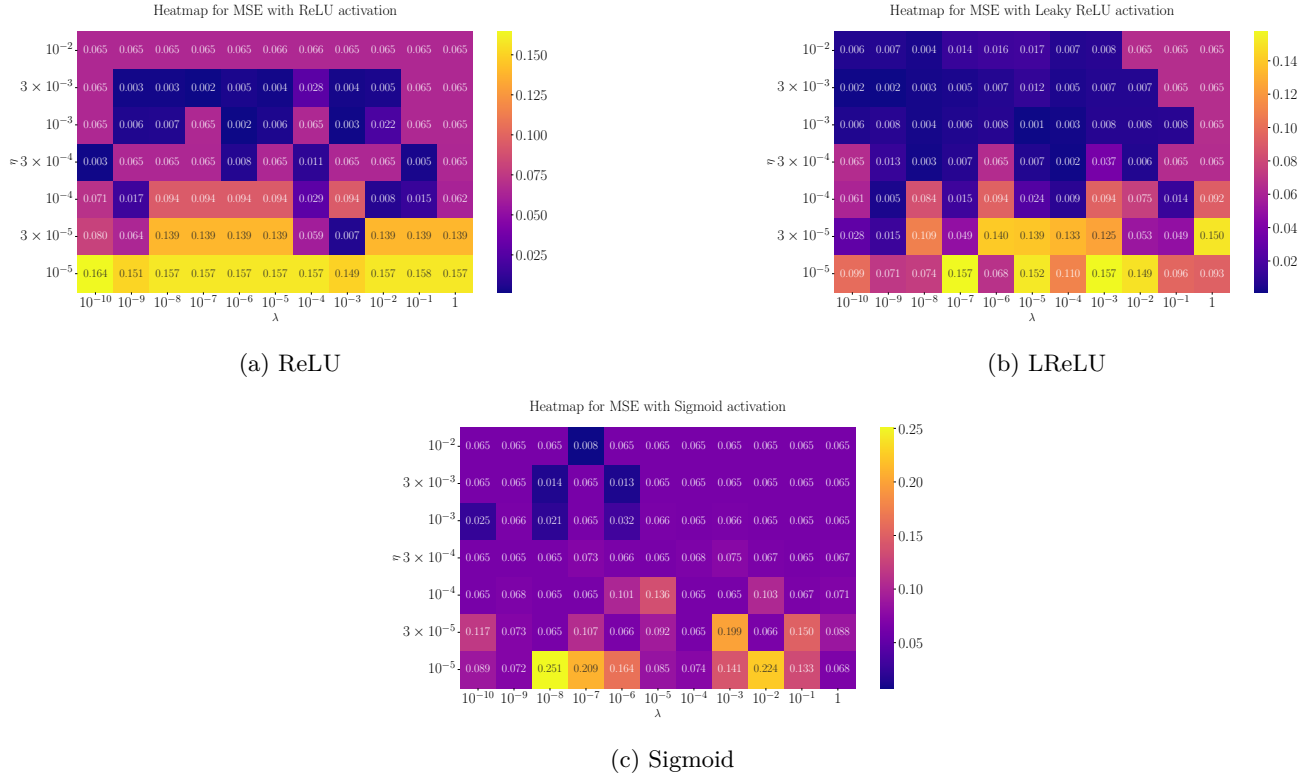 Heatmap for MSE with ReLU activation
10⁻² 0.065 0.065 0.065 0.065 0.065 0.066 0.066 0.065 0.065 0.065 0.065
3 × 10⁻³ 0.065 0.003 0.003 0.002 0.005 0.004 0.028 0.004 0.005 0.065 0.065
10⁻³ 0.065 0.006 0.007 0.065 0.002 0.006 0.065 0.003 0.022 0.065 0.065
η 3 × 10⁻⁴ 0.003 0.065 0.065 0.065 0.008 0.065 0.011 0.065 0.065 0.005 0.065
10⁻⁴ 0.071 0.017 0.094 0.094 0.094 0.094 0.029 0.094 0.008 0.015 0.062
3 × 10⁻⁵ 0.080 0.064 0.139 0.139 0.139 0.139 0.059 0.007 0.139 0.139 0.139
10⁻⁵ 0.164 0.151 0.157 0.157 0.157 0.157 0.157 0.149 0.157 0.158 0.157
10⁻¹⁰ 10⁻⁹ 10⁻⁸ 10⁻⁷ 10⁻⁶ 10⁻⁵ 10⁻⁴ 10⁻³ 10⁻² 10⁻¹ 1
λ
0.150
0.125
0.100
0.075
0.050
0.025
(a) ReLU
Heatmap for MSE with Leaky ReLU activation
10⁻² 0.006 0.007 0.004 0.014 0.016 0.017 0.007 0.008 0.065 0.065 0.065
3 × 10⁻³ 0.002 0.002 0.003 0.005 0.007 0.012 0.005 0.007 0.007 0.065 0.065
10⁻³ 0.006 0.008 0.004 0.006 0.005 0.001 0.003 0.008 0.008 0.008 0.065
η 3 × 10⁻⁴ 0.065 0.013 0.003 0.007 0.065 0.007 0.002 0.037 0.006 0.065 0.065
10⁻⁴ 0.061 0.005 0.084 0.015 0.094 0.024 0.009 0.094 0.075 0.014 0.092
3 × 10⁻⁵ 0.028 0.015 0.109 0.049 0.140 0.139 0.133 0.125 0.053 0.049 0.150
10⁻⁵ 0.099 0.071 0.074 0.157 0.068 0.152 0.110 0.157 0.149 0.096 0.093
10⁻¹⁰ 10⁻⁹ 10⁻⁸ 10⁻⁷ 10⁻⁶ 10⁻⁵ 10⁻⁴ 10⁻³ 10⁻² 10⁻¹ 1
λ
0.14
0.12
0.10
0.08
0.06
0.04
0.02
(b) LReLU
Heatmap for MSE with Sigmoid activation
10⁻² 0.065 0.065 0.065 0.008 0.065 0.065 0.065 0.065 0.065 0.065 0.065
3 × 10⁻³ 0.065 0.065 0.014 0.065 0.013 0.065 0.065 0.065 0.065 0.065 0.065
10⁻³ 0.025 0.066 0.021 0.065 0.032 0.066 0.065 0.066 0.065 0.065 0.065
η 3 × 10⁻⁴ 0.065 0.065 0.065 0.073 0.066 0.065 0.068 0.075 0.067 0.065 0.067
10⁻⁴ 0.065 0.068 0.065 0.065 0.101 0.136 0.065 0.065 0.103 0.067 0.071
3 × 10⁻⁵ 0.117 0.073 0.065 0.107 0.066 0.092 0.065 0.199 0.066 0.150 0.088
10⁻⁵ 0.089 0.072 0.251 0.209 0.164 0.085 0.074 0.141 0.224 0.133 0.068
10⁻¹⁰ 10⁻⁹ 10⁻⁸ 10⁻⁷ 10⁻⁶ 10⁻⁵ 10⁻⁴ 10⁻³ 10⁻² 10⁻¹ 1
λ
0.25
0.20
0.15
0.10
0.05
(c) Sigmoid